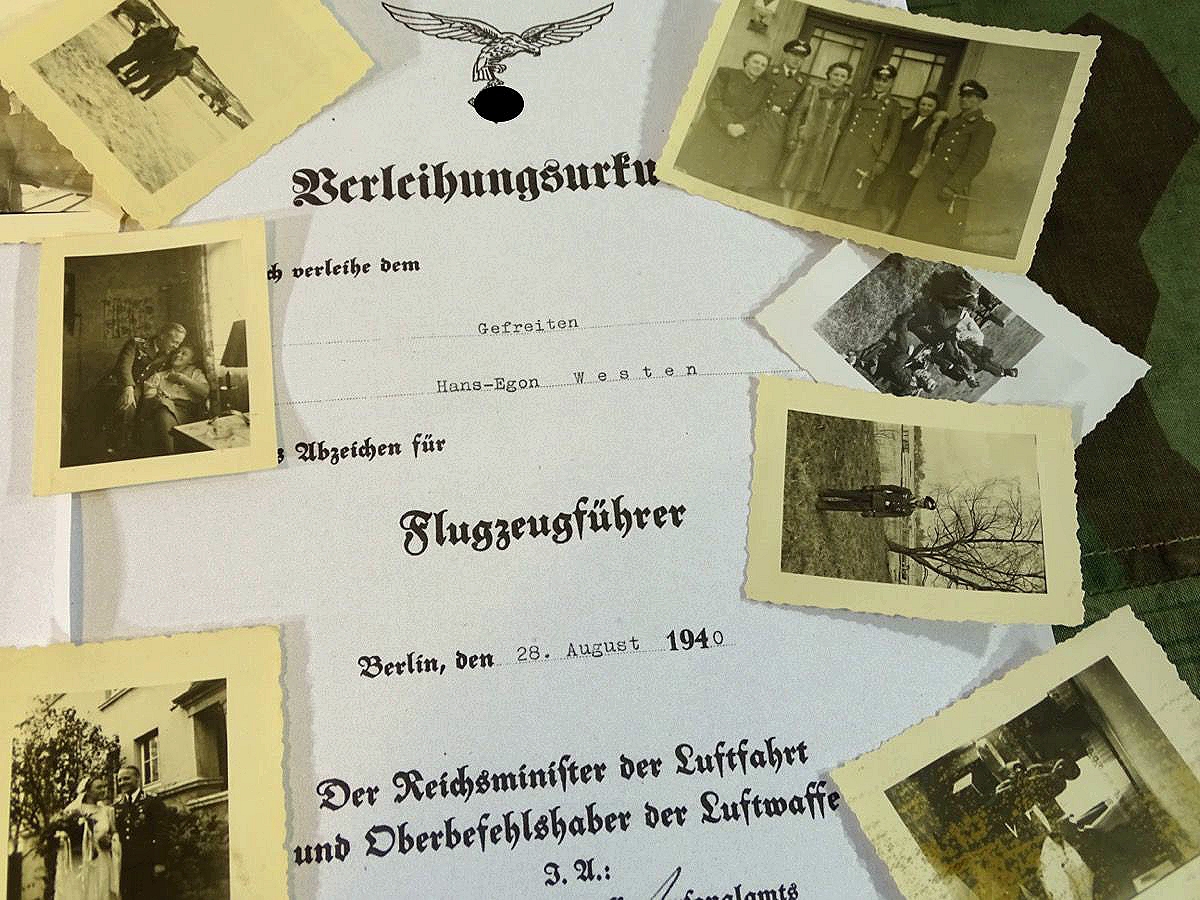 Verleihungsurku
ch verleihe dem
Gefreiten
Hans-Egon Westen
s Abzeichen für
Flugzeugführer
Berlin, den 28. August 1940
Der Reichsminister der Luftfahrt
und Oberbefehlshaber der Luftwaffe
I. A.: